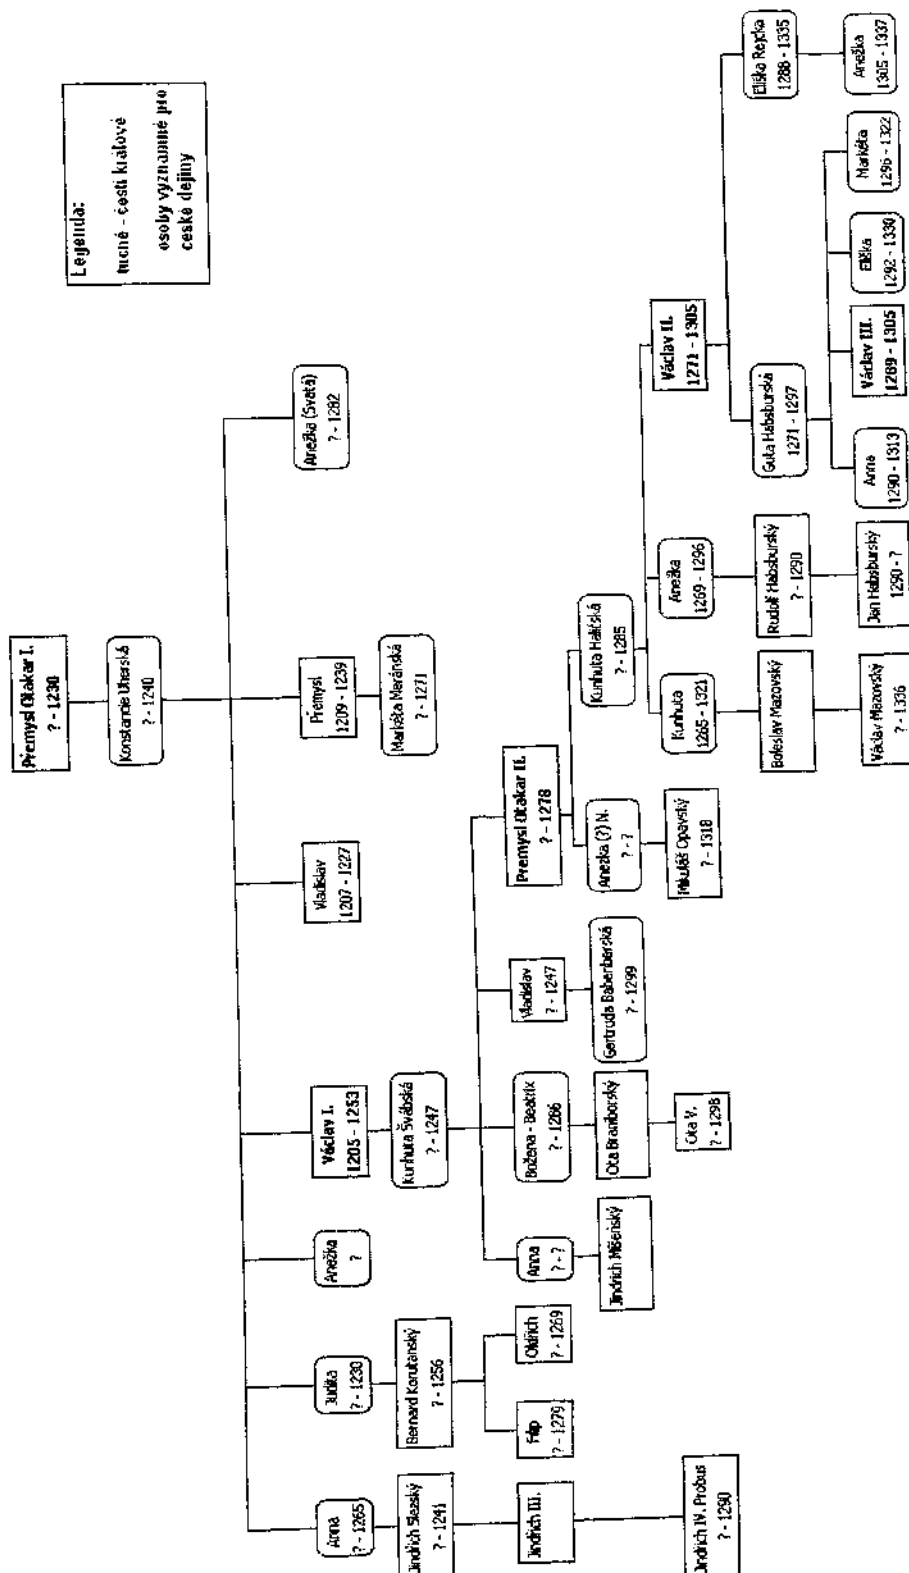 Přemysl Otakar I.
? - 1230
Konstancie Uherská
? - 1240
Legenda:
tučně - čeští králové
osoby významné pro
české dejiny
Anna
? - 1265
Judita
? - 1230
Anežka
?
Václav I.
1205 - 1253
Vladislav
1207 - 1227
Přemysl
1209 - 1239
Anežka (Svatá)
? - 1282
Jindřich Slezský
? - 1241
Bernard Korutanský
? - 1256
Kunhuta Švábská
? - 1247
Markéta Meránská
? - 1271
Jindřich III.
Filip
? - 1279
Oldřich
? - 1269
Anna
? - ?
Božena - Beatrix
? - 1286
Vladislav
? - 1247
Přemysl Otakar II.
? - 1278
Jindřich Míšeňský
Ota Braniborský
Gertruda Babenberská
? - 1299
Anežka (?) N.
? - ?
Kunhuta Haličská
? - 1285
Jindřich IV. Probus
? - 1290
Ota V.
? - 1298
Mikuláš Opavský
? - 1318
Kunhuta
1265 - 1321
Anežka
1269 - 1296
Václav II.
1271 - 1305
Boleslav Mazovský
Rudolf Habsburský
? - 1290
Guta Habsburská
1271 - 1297
Eliška Rejčka
1288 - 1335
Václav Mazovský
? - 1336
Jan Habsburský
1290 - ?
Anna
1290 - 1313
Václav III.
1289 - 1305
Eliška
1292 - 1330
Markéta
1296 - 1322
Anežka
1305 - 1337